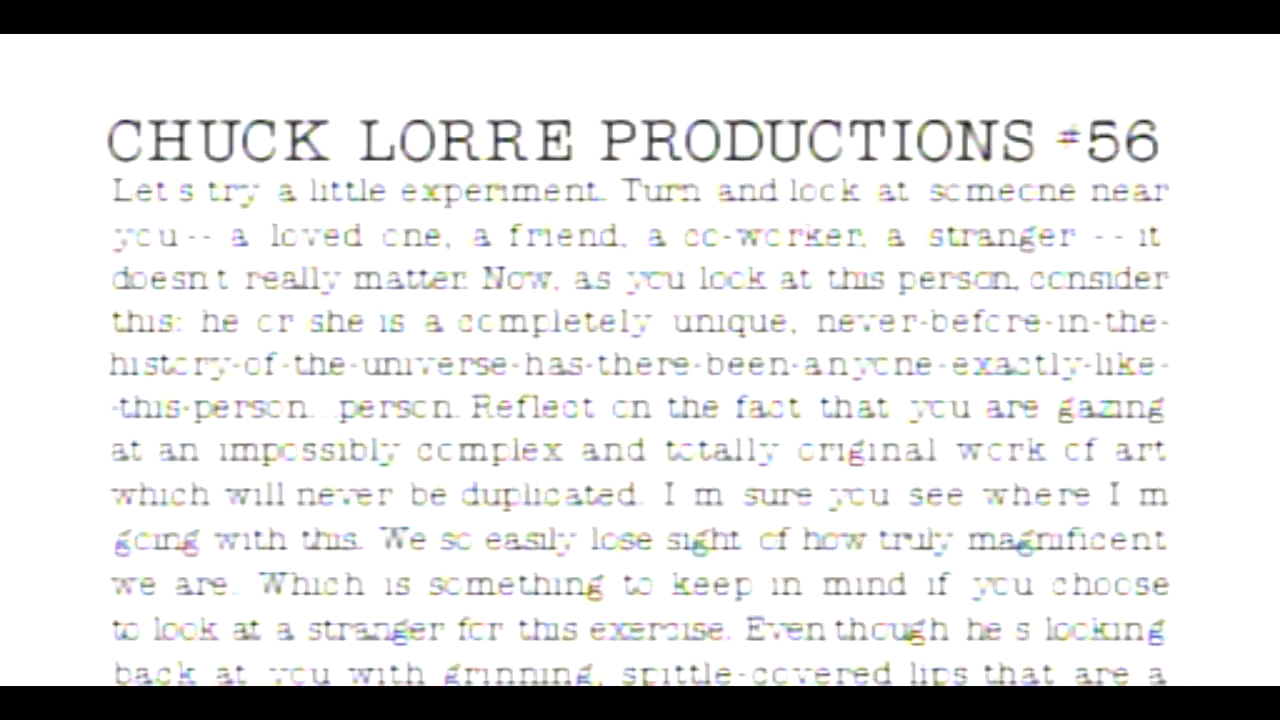 CHUCK LORRE PRODUCTIONS #56
Let's try a little experiment. Turn and look at someone near
you -- a loved one, a friend, a co-worker, a stranger -- it
doesn't really matter. Now, as you look at this person, consider
this: he or she is a completely unique, never-before-in-the-
history-of-the-universe-has-there-been-anyone-exactly-like-
-this-person...person. Reflect on the fact that you are gazing
at an impossibly complex and totally original work of art
which will never be duplicated. I'm sure you see where I'm
going with this. We so easily lose sight of how truly magnificent
we are. Which is something to keep in mind if you choose
to look at a stranger for this exercise. Even though he's looking
back at you with grinning, spittle-covered lips that are a